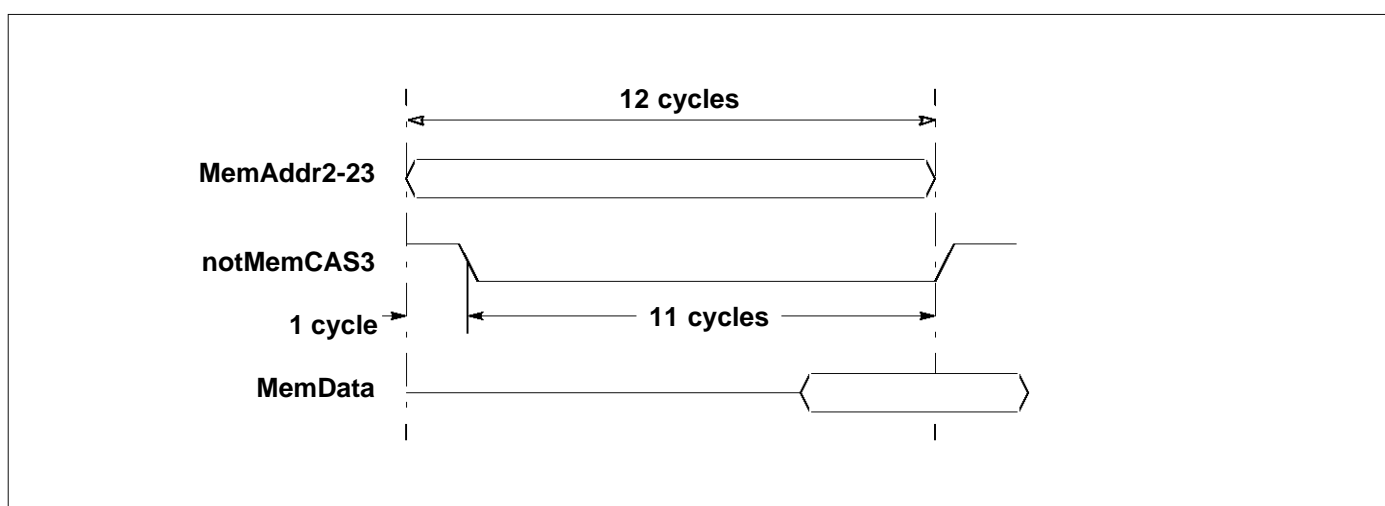 12 cycles
MemAddr2-23
notMemCAS3
1 cycle
11 cycles
MemData